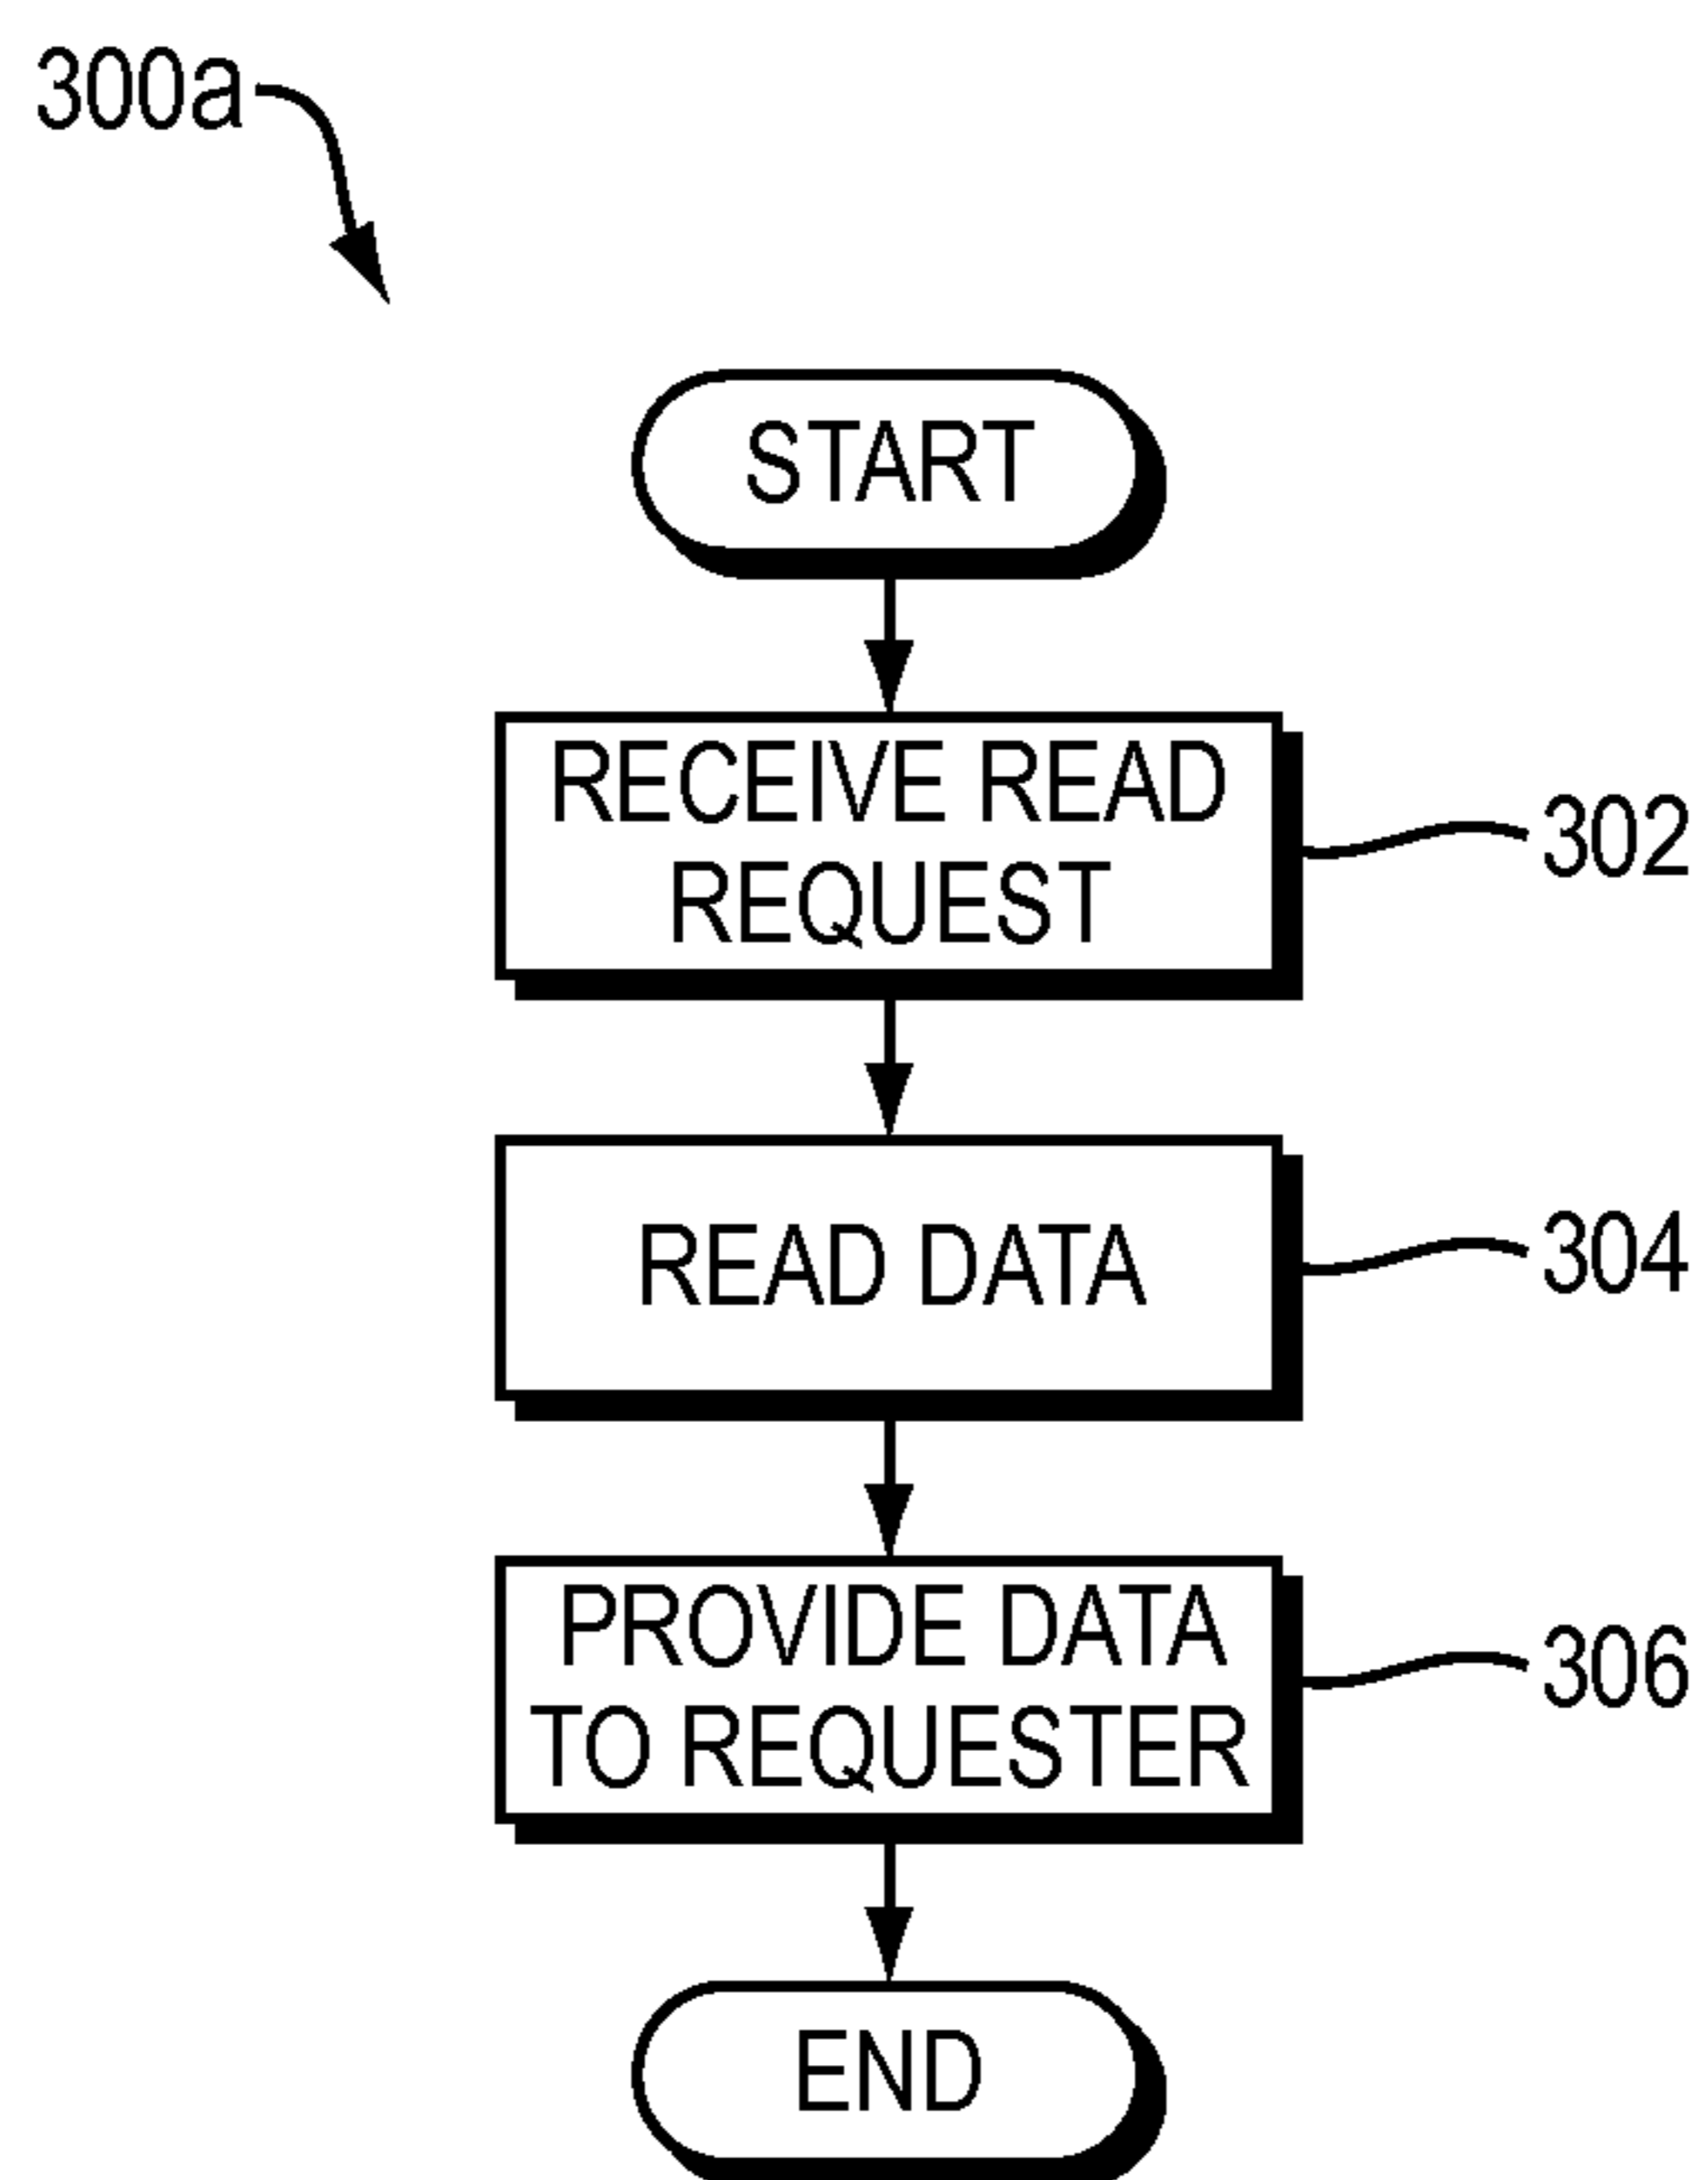 300a
START
RECEIVE READ
REQUEST
302
READ DATA
304
PROVIDE DATA
TO REQUESTER
306
END